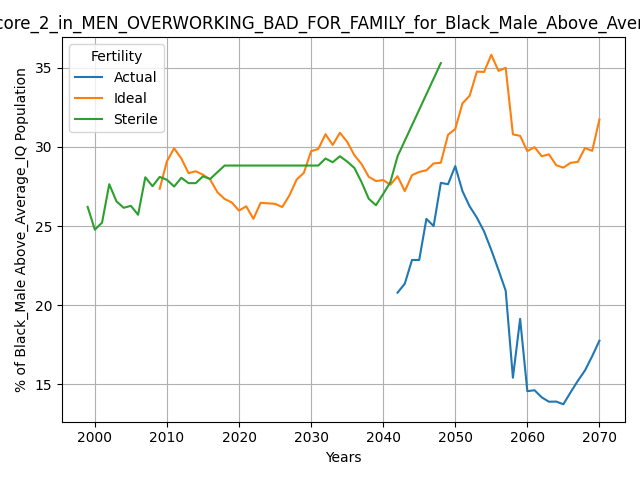 core_2_in_MEN_OVERWORKING_BAD_FOR_FAMILY_for_Black_Male_Above_Aver
Fertility
Actual
Ideal
Sterile
% of Black_Male Above_Average_IQ Population
35
30
25
20
15
2000 2010 2020 2030 2040 2050 2060 2070
Years